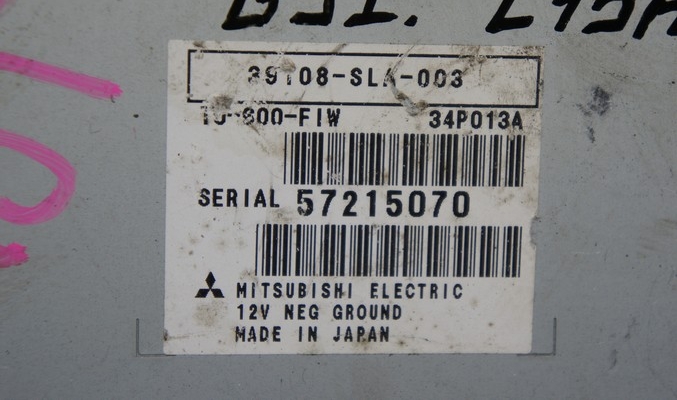 39108-SLA-003
34P013A
SERIAL 57215070
MITSUBISHI ELECTRIC
12V NEG GROUND
MADE IN JAPAN